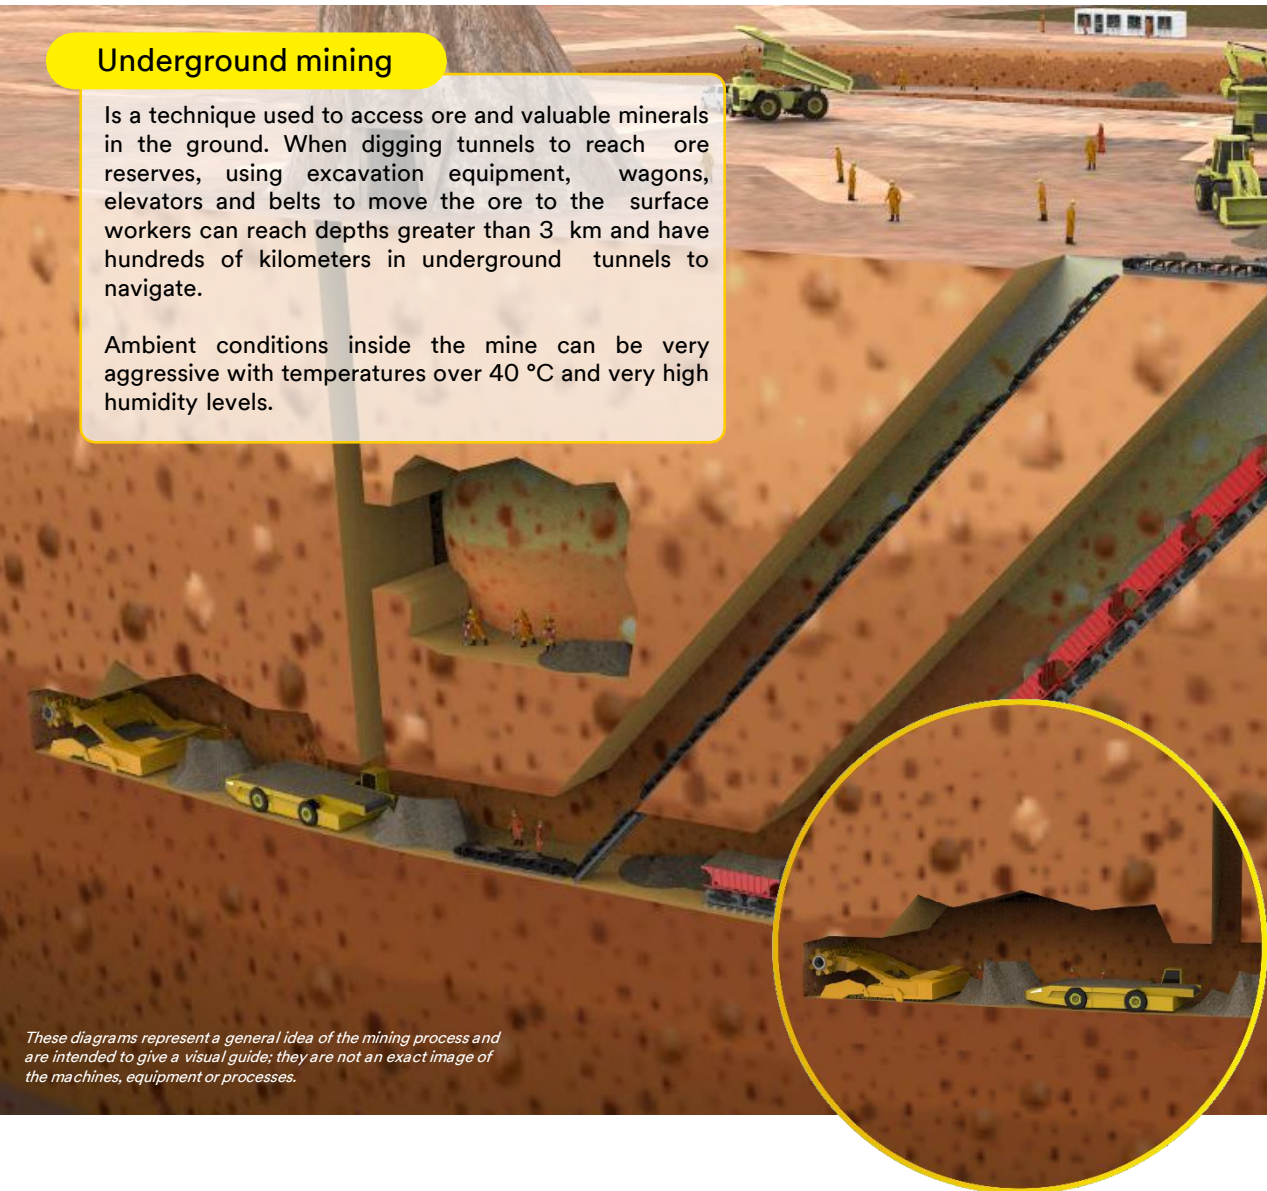 Underground mining
Is a technique used to access ore and valuable minerals
in the ground. When digging tunnels to reach ore
reserves, using excavation equipment, wagons,
elevators and belts to move the ore to the surface
workers can reach depths greater than 3 km and have
hundreds of kilometers in underground tunnels to
navigate.
Ambient conditions inside the mine can be very
aggressive with temperatures over 40 °C and very high
humidity levels.
These diagrams represent a general idea of the mining process and
are intended to give a visual guide; they are not an exact image of
the machines, equipment or processes.